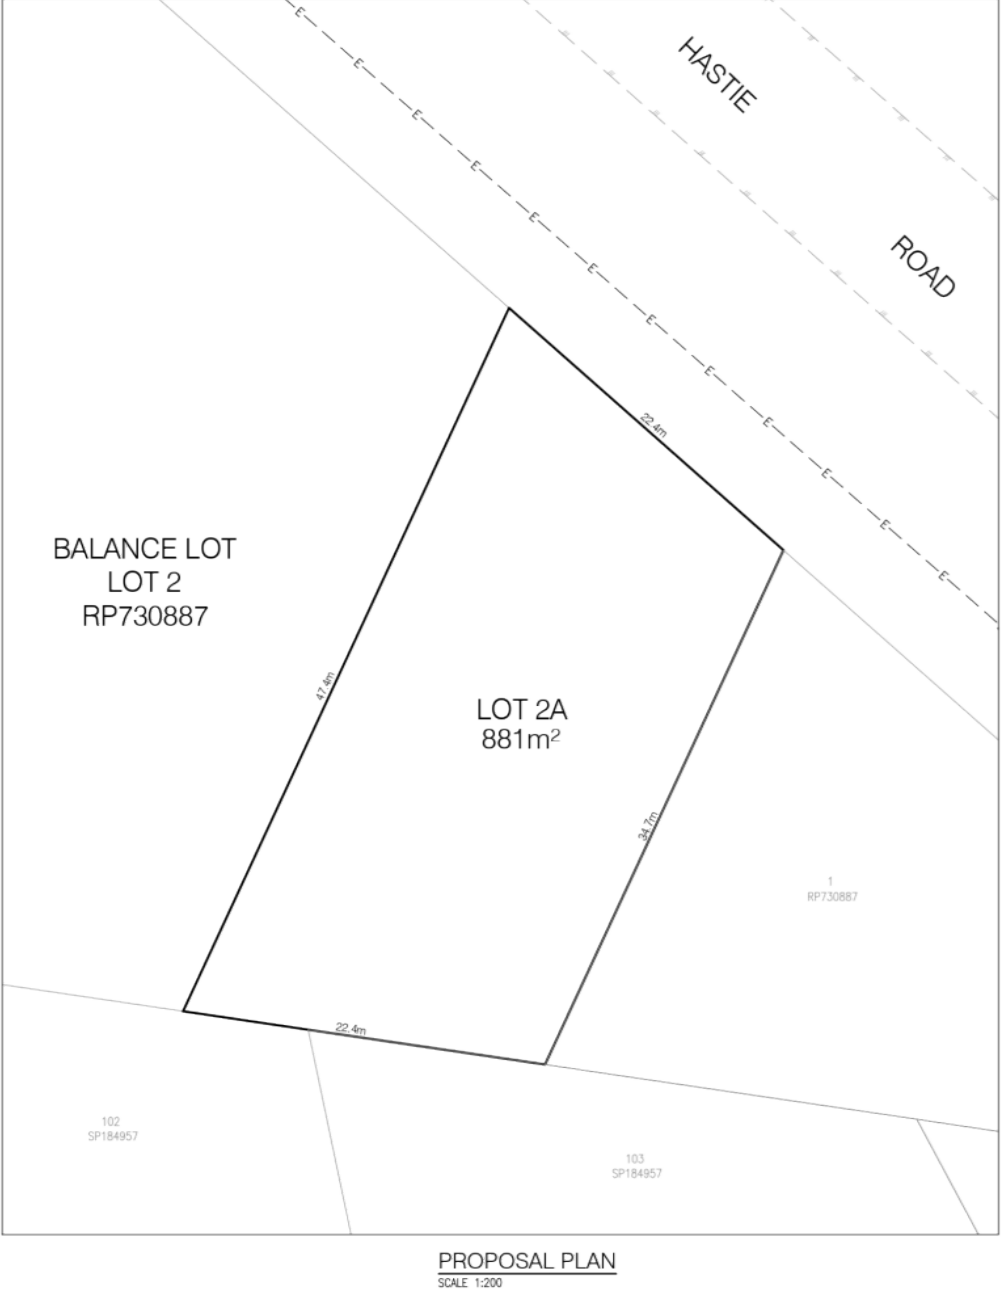 HASTIE
ROAD
E
E
E
E
E
E
E
E
E
E
E
E
22.4m
BALANCE LOT
LOT 2
RP730887
47.4m
LOT 2A
881m²
34.7m
1
RP730887
22.4m
102
SP184957
103
SP184957
PROPOSAL PLAN
SCALE 1:200